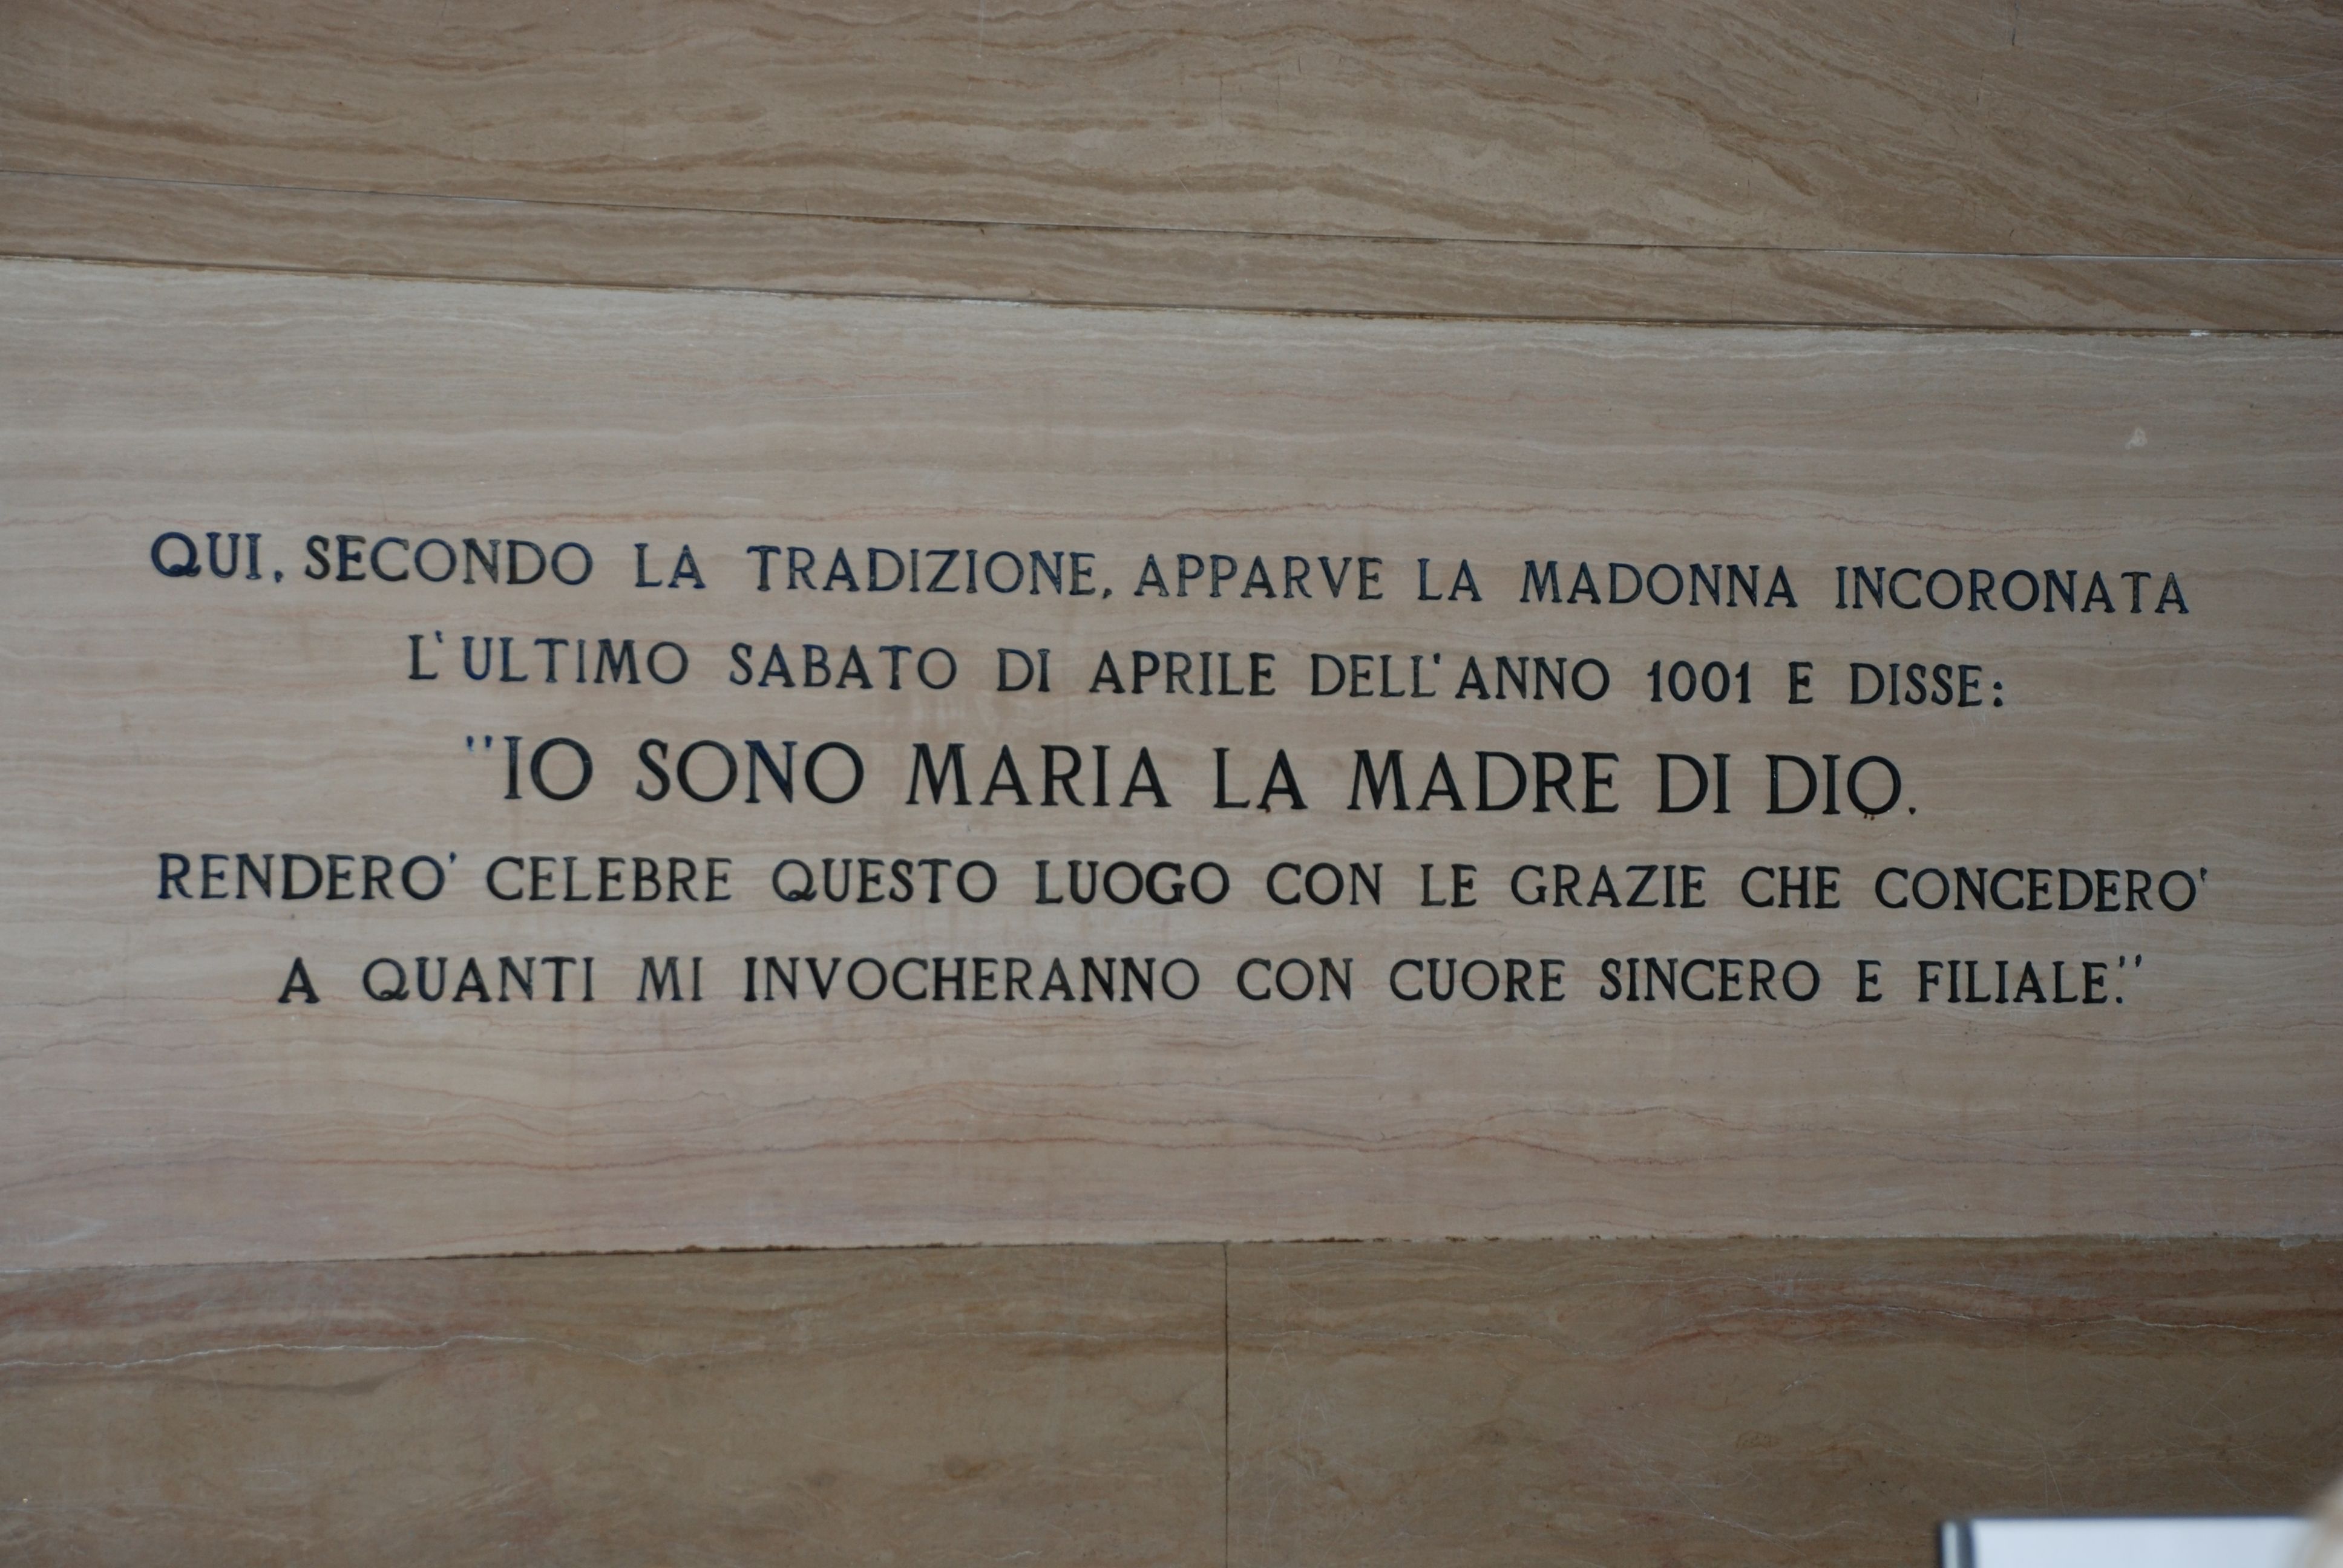 QUI, SECONDO LA TRADIZIONE, APPARVE LA MADONNA INCORONATA
L'ULTIMO SABATO DI APRILE DELL'ANNO 1001 E DISSE:
"IO SONO MARIA LA MADRE DI DIO.
RENDERO' CELEBRE QUESTO LUOGO CON LE GRAZIE CHE CONCEDERO'
A QUANTI MI INVOCHERANNO CON CUORE SINCERO E FILIALE."